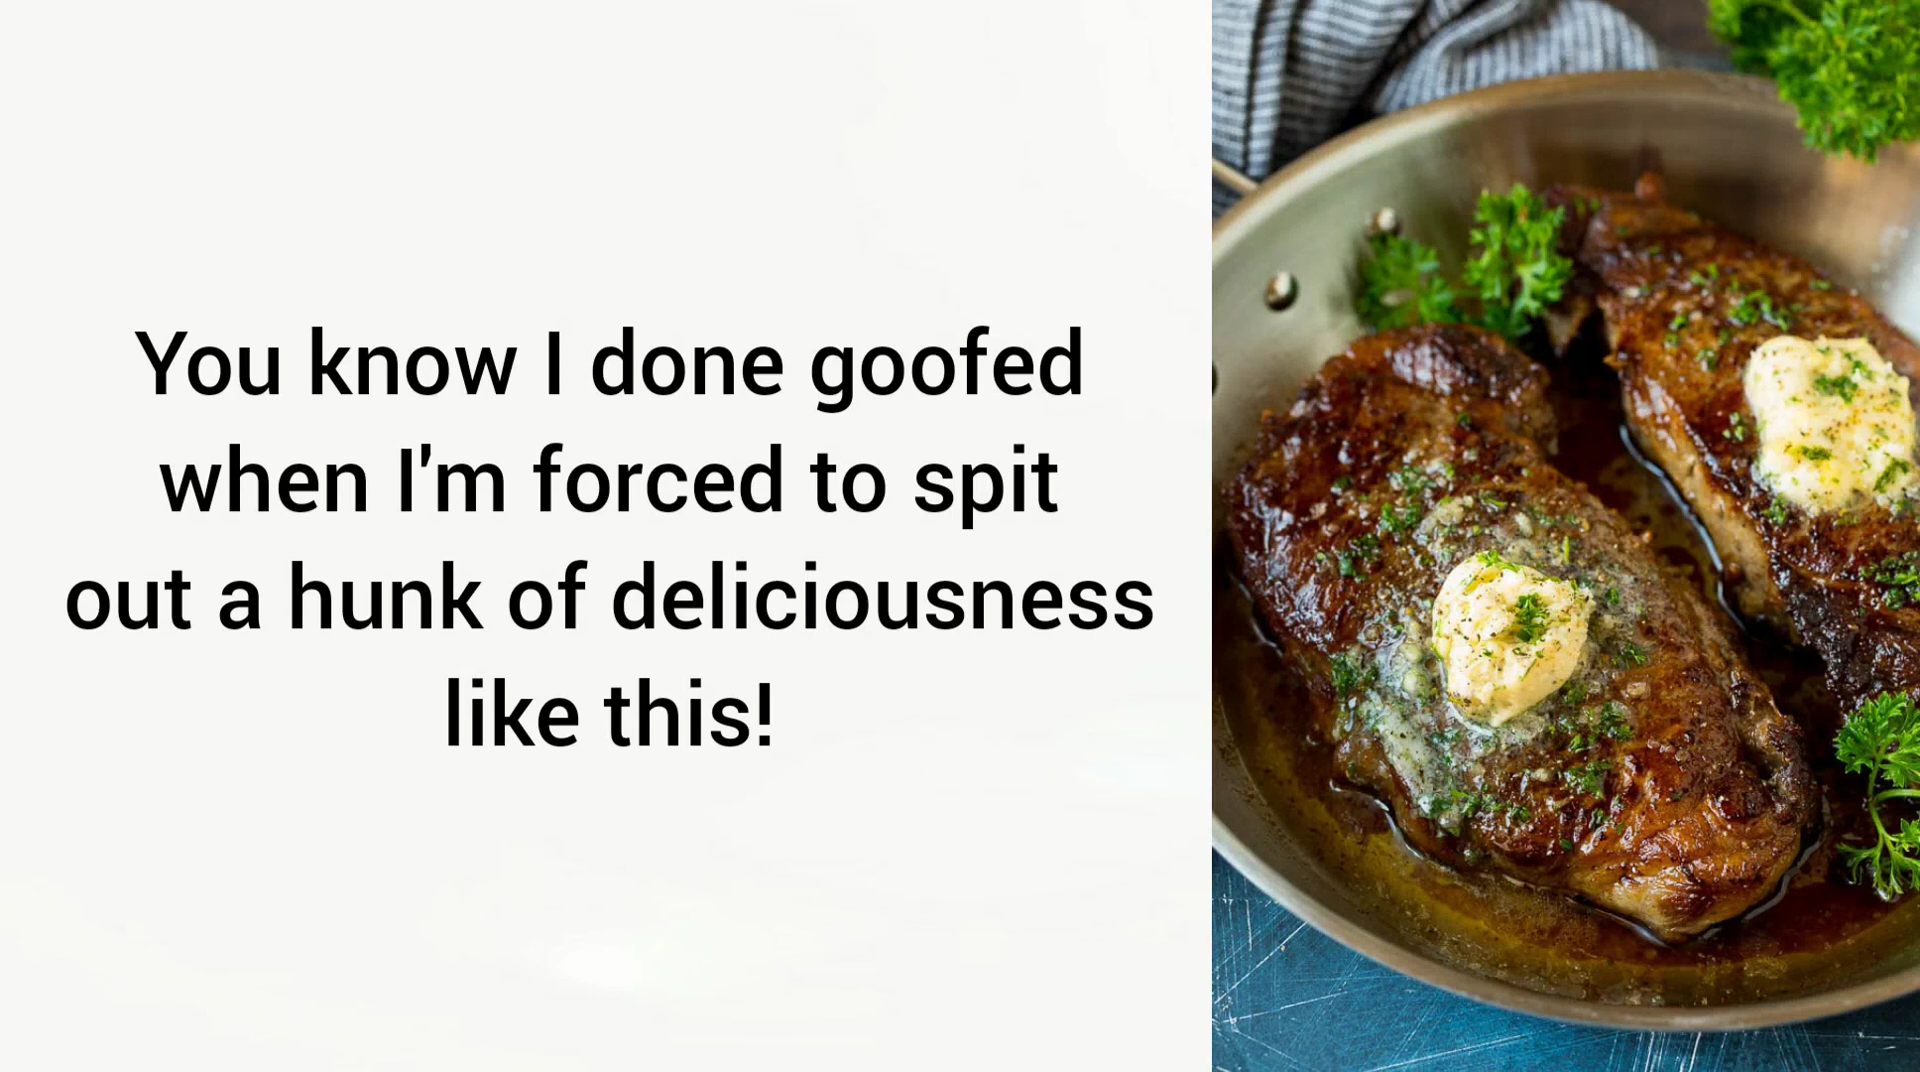 You know I done goofed
when I'm forced to spit
out a hunk of deliciousness
like this!